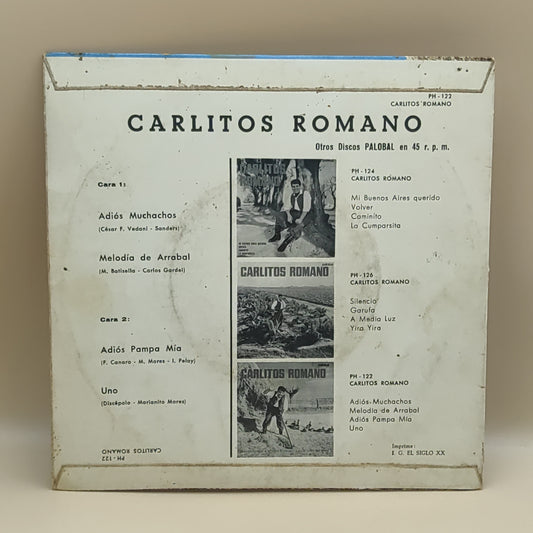 PH - 122
CARLITOS ROMANO
CARLITOS ROMANO
Otros Discos PALOBAL en 45 r. p. m.
Cara 1:
Adiós Muchachos
(César F. Vedani - Sanders)
Melodía de Arrabal
(M. Batisella - Carlos Gardel)
Cara 2:
Adiós Pampa Mía
(F. Canaro - M. Mores - I. Pelay)
Uno
(Discépolo - Marianito Mores)
CARLITOS ROMANO
CARLITOS ROMANO
CARLITOS ROMANO
PH - 124
CARLITOS ROMANO
Mi Buenos Aires querido
Volver
Caminito
La Cumparsita
PH - 126
CARLITOS ROMANO
Silencio
Garufa
A Media Luz
Yira Yira
PH - 122
CARLITOS ROMANO
Adiós-Muchachos
Melodía de Arrabal
Adiós Pampa Mía
Uno
Imprime :
I. G. EL SIGLO XX
PH - 122
CARLITOS ROMANO